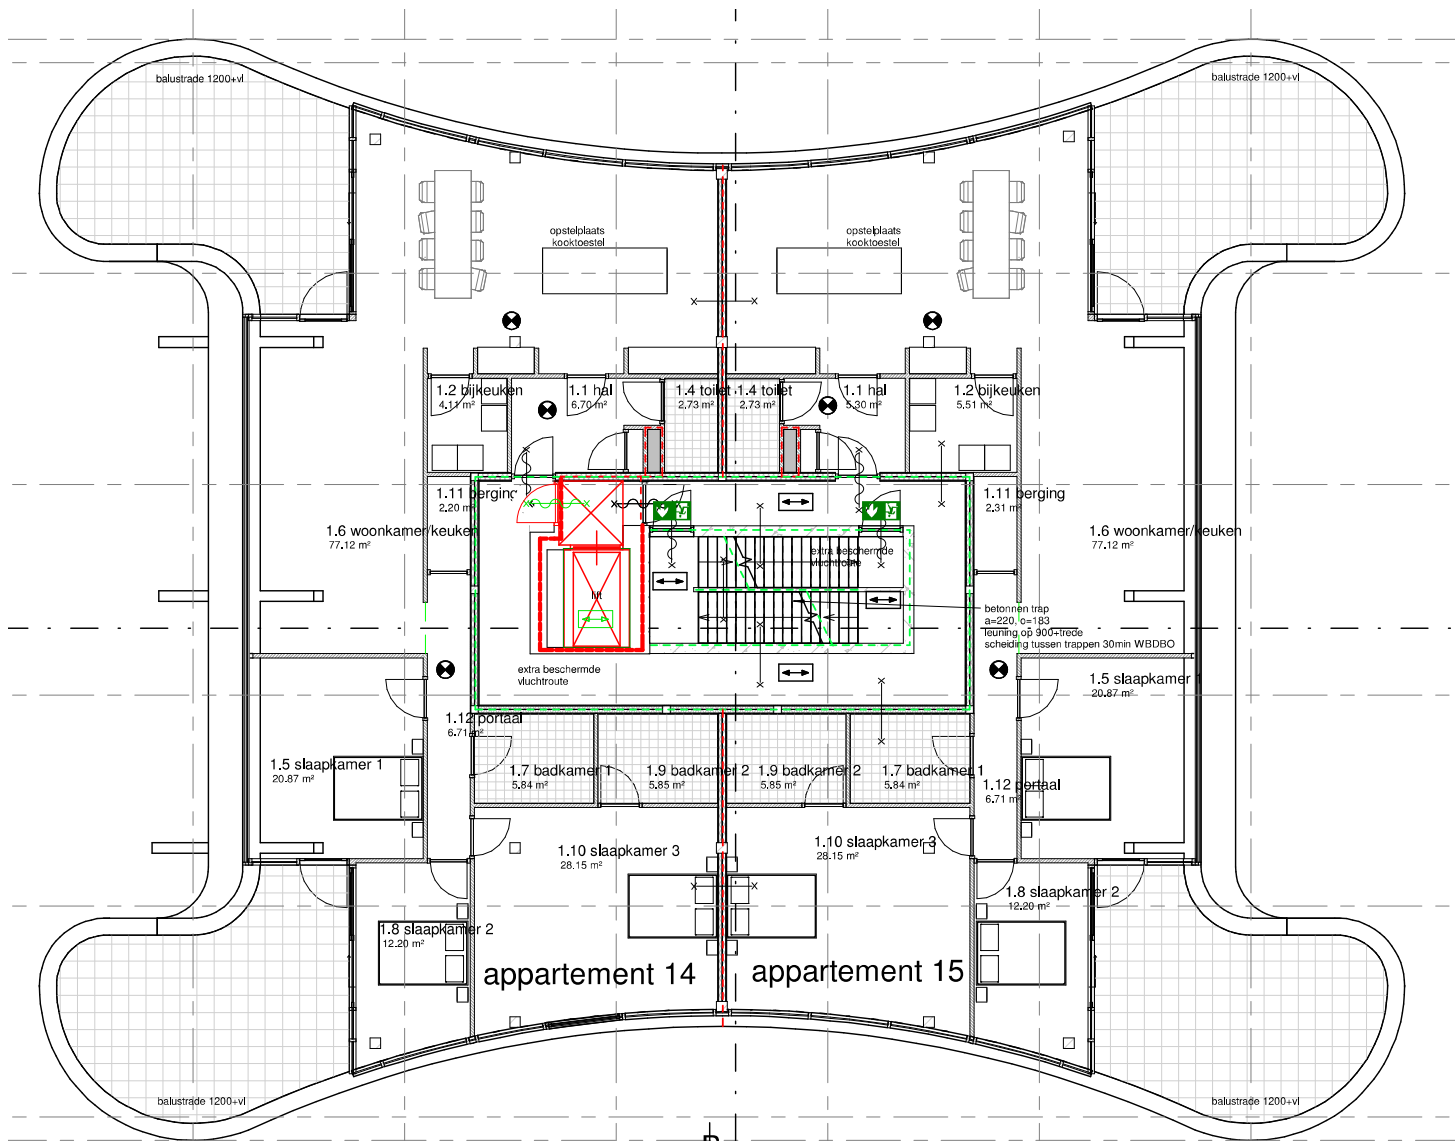 balustrade 1200+vl
balustrade 1200+vl
opstelplaats
kooktoestel
opstelplaats
kooktoestel
1.2 bijkeuken
4.11 m²
1.1 hal
6.70 m²
1.4 toilet
2.73 m²
1.4 toilet
2.73 m²
1.1 hal
5.30 m²
1.2 bijkeuken
5.51 m²
1.11 berging
2.20 m²
1.11 berging
2.31 m²
1.6 woonkamer/keuken
77.12 m²
1.6 woonkamer/keuken
77.12 m²
extra beschermde
vluchtroute
lift
betonnen trap
a=220, o=183
leuning op 900+trede
scheiding tussen trappen 30min WBDBO
extra beschermde
vluchtroute
1.5 slaapkamer 1
20.87 m²
1.12 portaal
6.71 m²
1.5 slaapkamer 1
20.87 m²
1.7 badkamer 1
5.84 m²
1.9 badkamer 2
5.85 m²
1.9 badkamer 2
5.85 m²
1.7 badkamer 1
5.84 m²
1.12 portaal
6.71 m²
1.10 slaapkamer 3
28.15 m²
1.10 slaapkamer 3
28.15 m²
1.8 slaapkamer 2
12.20 m²
1.8 slaapkamer 2
12.20 m²
appartement 14
appartement 15
balustrade 1200+vl
balustrade 1200+vl